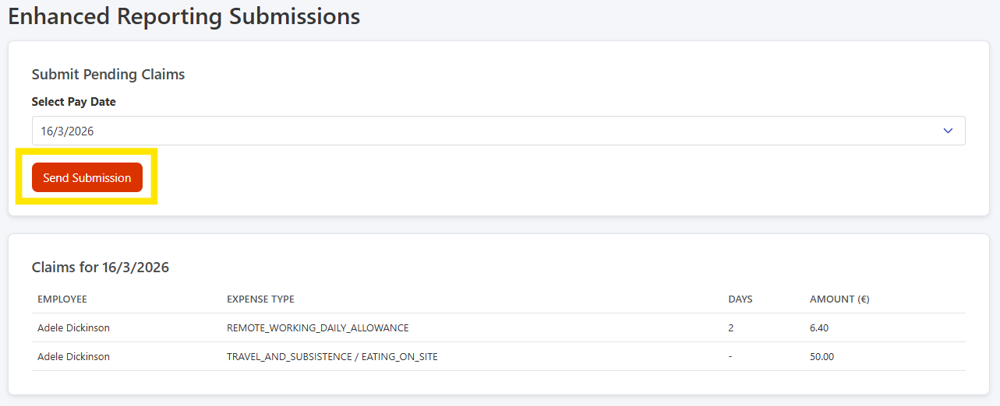 Enhanced Reporting Submissions
Submit Pending Claims
Select Pay Date
16/3/2026
Send Submission
Claims for 16/3/2026
EMPLOYEE EXPENSE TYPE DAYS AMOUNT (€)
Adele Dickinson REMOTE_WORKING_DAILY_ALLOWANCE 2 6.40
Adele Dickinson TRAVEL_AND_SUBSISTENCE / EATING_ON_SITE - 50.00